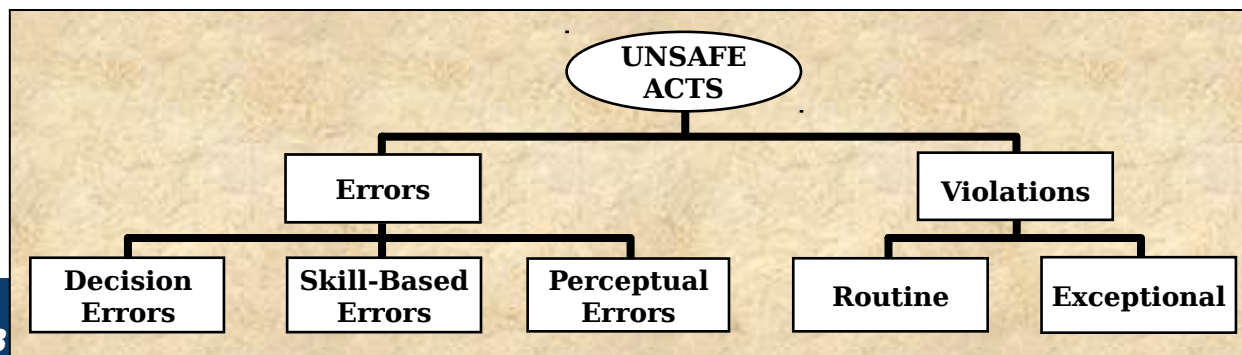 UNSAFE
ACTS
Errors
Violations
Decision
Errors
Skill-Based
Errors
Perceptual
Errors
Routine
Exceptional